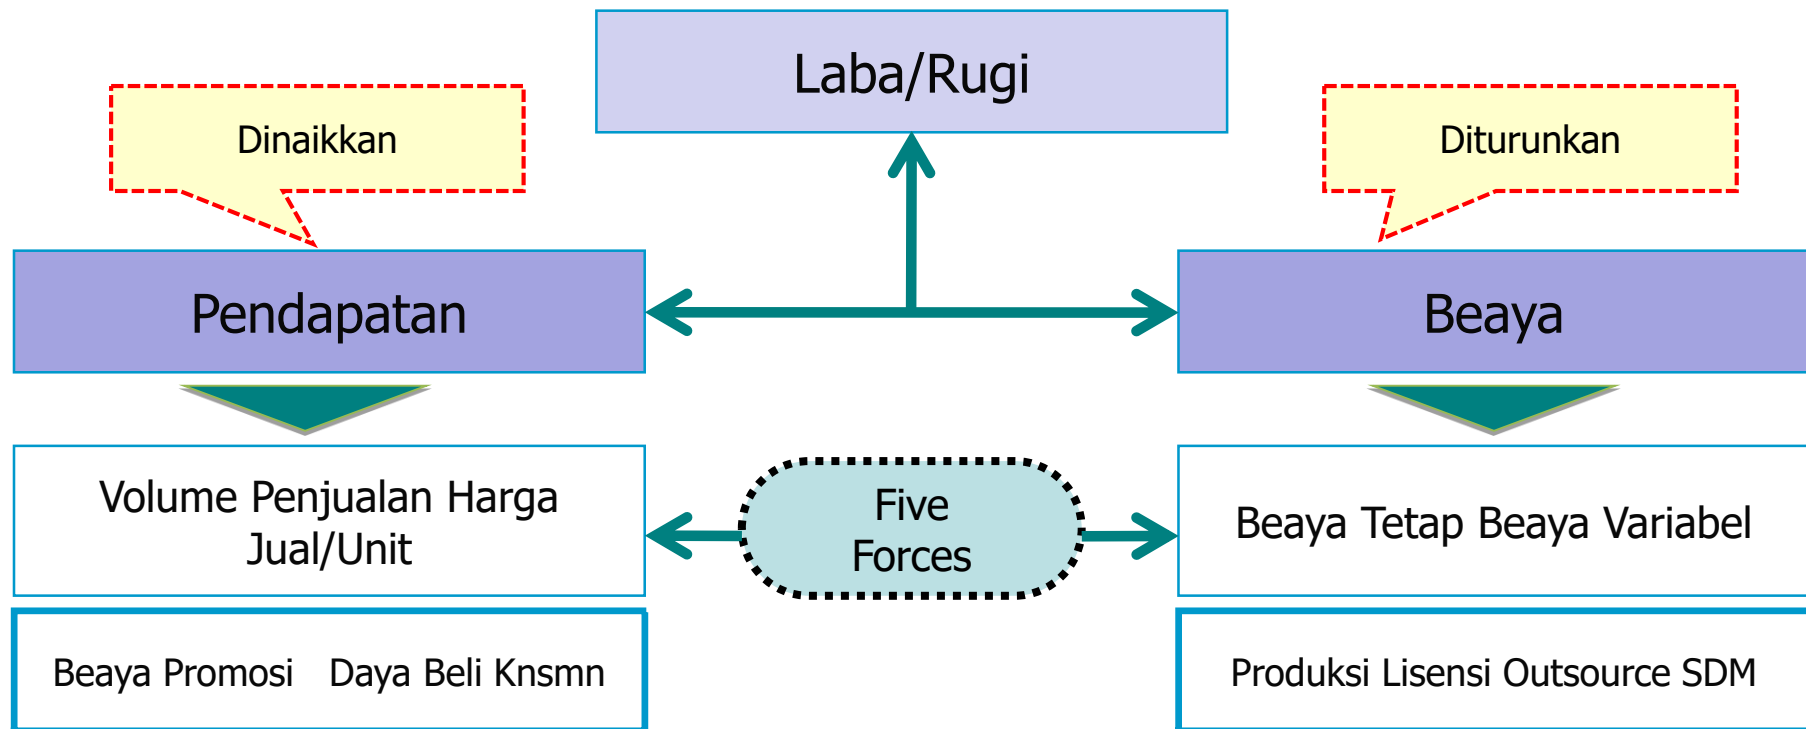 Laba/Rugi
Dinaikkan
Diturunkan
Pendapatan
Beaya
Volume Penjualan Harga
Jual/Unit
Five
Forces
Beaya Tetap Beaya Variabel
Beaya Promosi Daya Beli Knsmn
Produksi Lisensi Outsource SDM